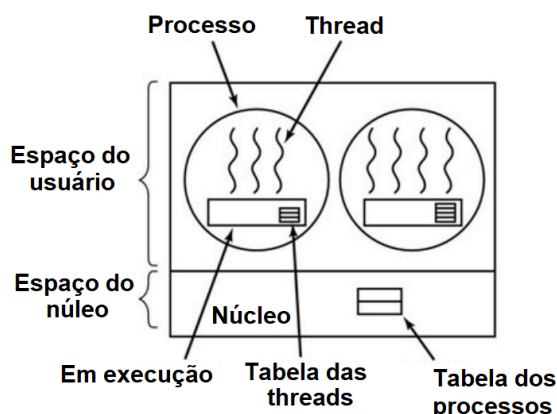 Processo
Thread
Espaço do
usuário
Espaço do
núleo
Núcleo
Em execução
Tabela das
threads
Tabela dos
processos